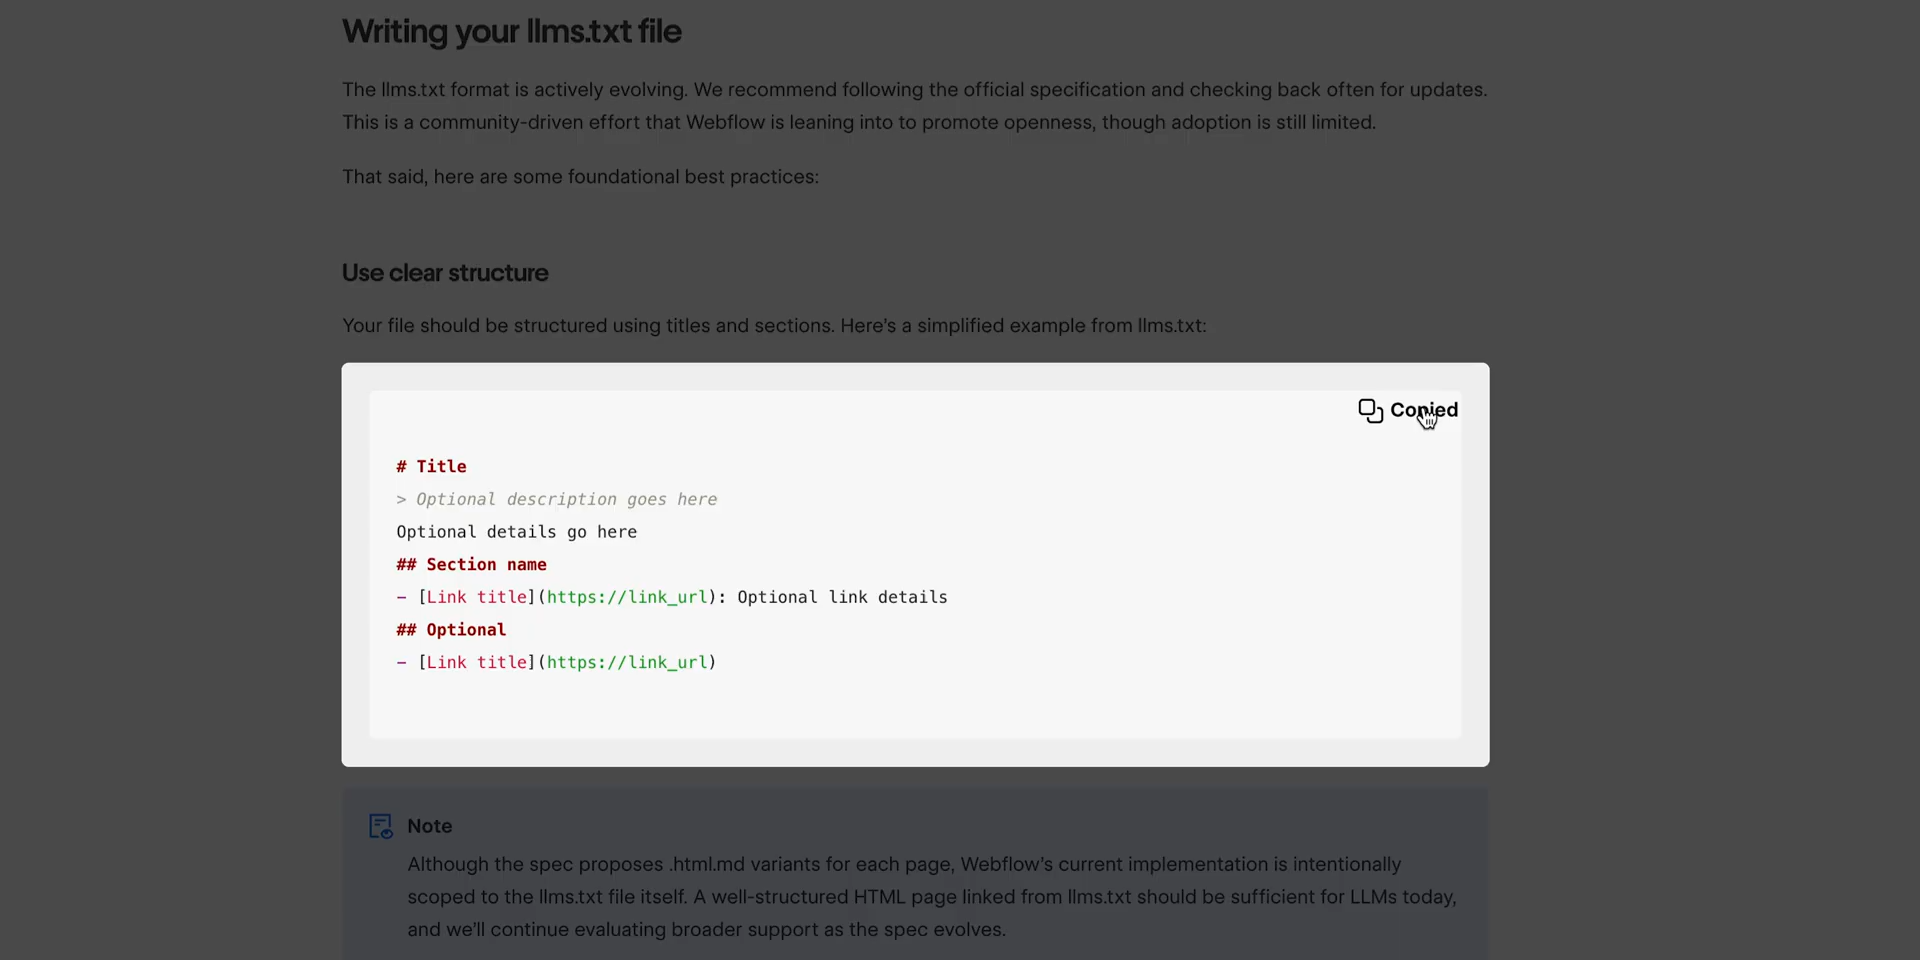 Writing your llms.txt file
The llms.txt format is actively evolving. We recommend following the official specification and checking back often for updates.
This is a community-driven effort that Webflow is leaning into to promote openness, though adoption is still limited.
That said, here are some foundational best practices:
Use clear structure
Your file should be structured using titles and sections. Here’s a simplified example from llms.txt:
Copied
# Title
> Optional description goes here
Optional details go here
## Section name
- [Link title](https://link_url): Optional link details
## Optional
- [Link title](https://link_url)
Note
Although the spec proposes .html.md variants for each page, Webflow’s current implementation is intentionally
scoped to the llms.txt file itself. A well-structured HTML page linked from llms.txt should be sufficient for LLMs today,
and we’ll continue evaluating broader support as the spec evolves.